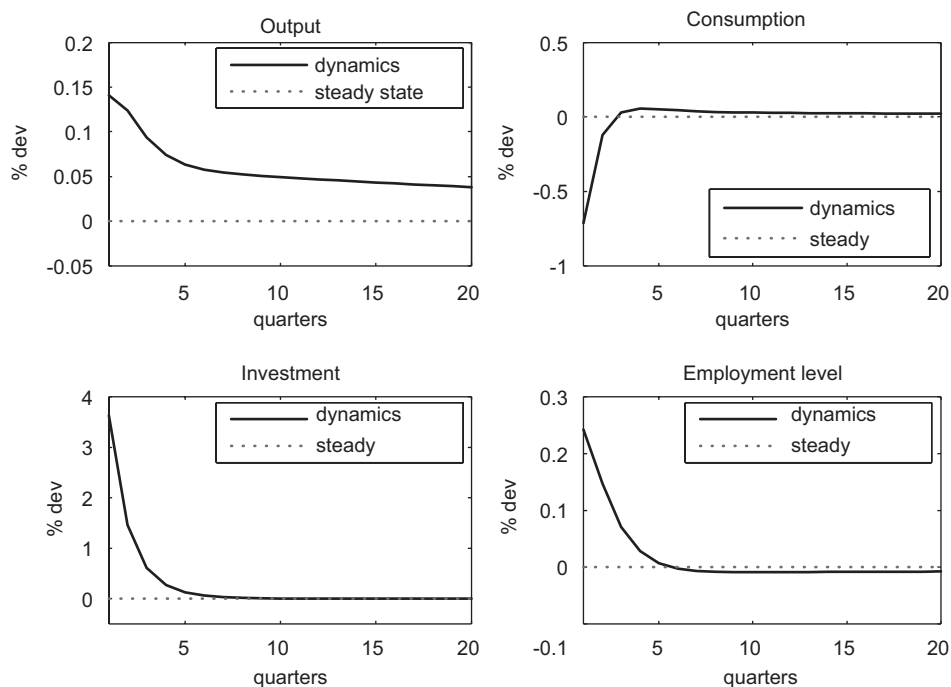 Output
0.2
0.15
0.1
0.05
0
-0.05
% dev
dynamics
steady state
5
10
15
20
quarters
Consumption
0.5
0
-0.5
-1
% dev
dynamics
steady
5
10
15
20
quarters
Investment
4
3
2
1
0
% dev
dynamics
steady
5
10
15
20
quarters
Employment level
0.3
0.2
0.1
0
-0.1
% dev
dynamics
steady
5
10
15
20
quarters